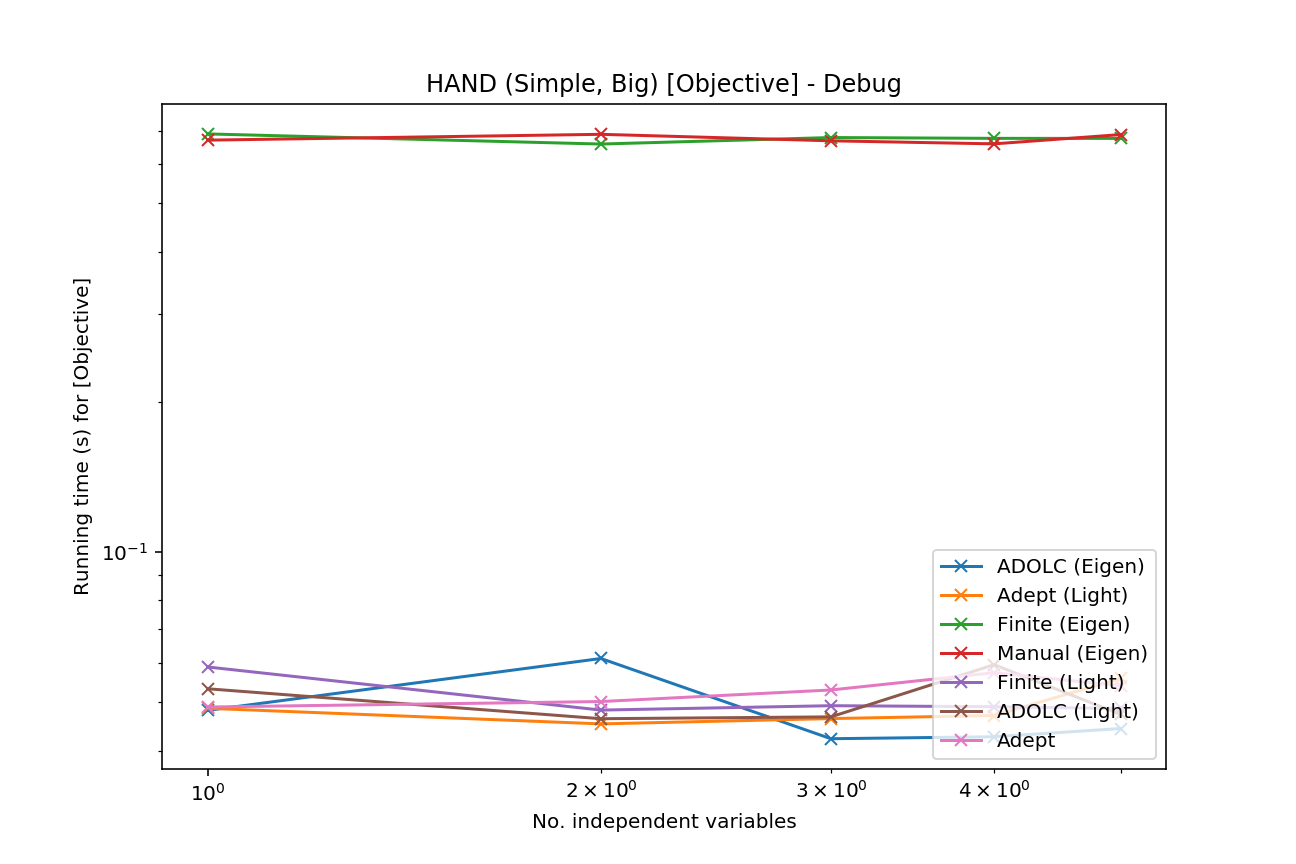 HAND (Simple, Big) [Objective] - Debug
Running time (s) for [Objective]
10⁻¹
ADOLC (Eigen)
Adept (Light)
Finite (Eigen)
Manual (Eigen)
Finite (Light)
ADOLC (Light)
Adept
10⁰
2 × 10⁰
3 × 10⁰
4 × 10⁰
No. independent variables